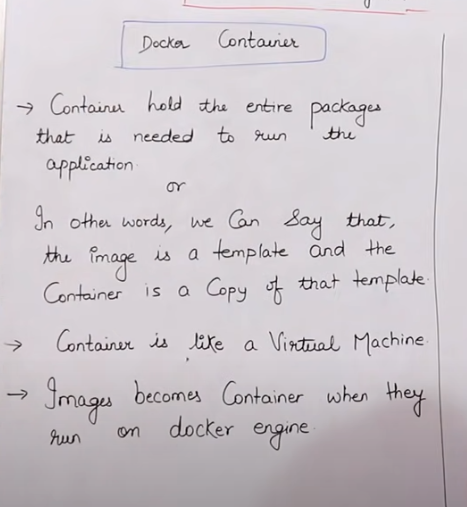 Docker Container
→ Container hold the entire packages
that is needed to run the
application.
or
In other words, we Can Say that,
the image is a template and the
Container is a Copy of that template.
→ Container is like a Virtual Machine.
→ Images becomes Container when they
run on docker engine.